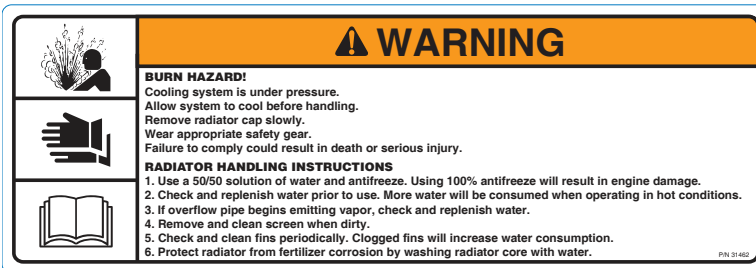 WARNING
BURN HAZARD!
Cooling system is under pressure.
Allow system to cool before handling.
Remove radiator cap slowly.
Wear appropriate safety gear.
Failure to comply could result in death or serious injury.
RADIATOR HANDLING INSTRUCTIONS
1. Use a 50/50 solution of water and antifreeze. Using 100% antifreeze will result in engine damage.
2. Check and replenish water prior to use. More water will be consumed when operating in hot conditions.
3. If overflow pipe begins emitting vapor, check and replenish water.
4. Remove and clean screen when dirty.
5. Check and clean fins periodically. Clogged fins will increase water consumption.
6. Protect radiator from fertilizer corrosion by washing radiator core with water.
P/N 31462